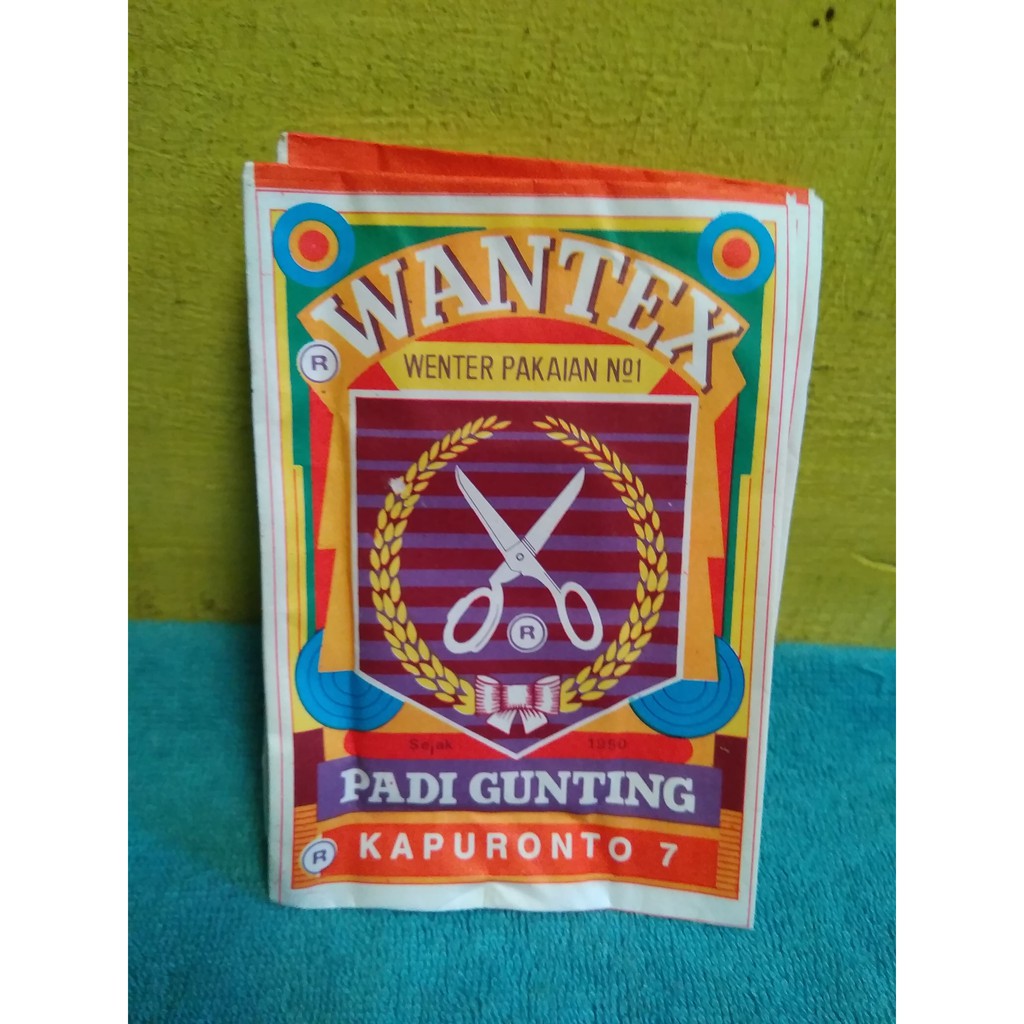 WANTEX
®
WENTER PAKAIAN Nº1
®
Sejak 1950
PADI GUNTING
® KAPURONTO 7